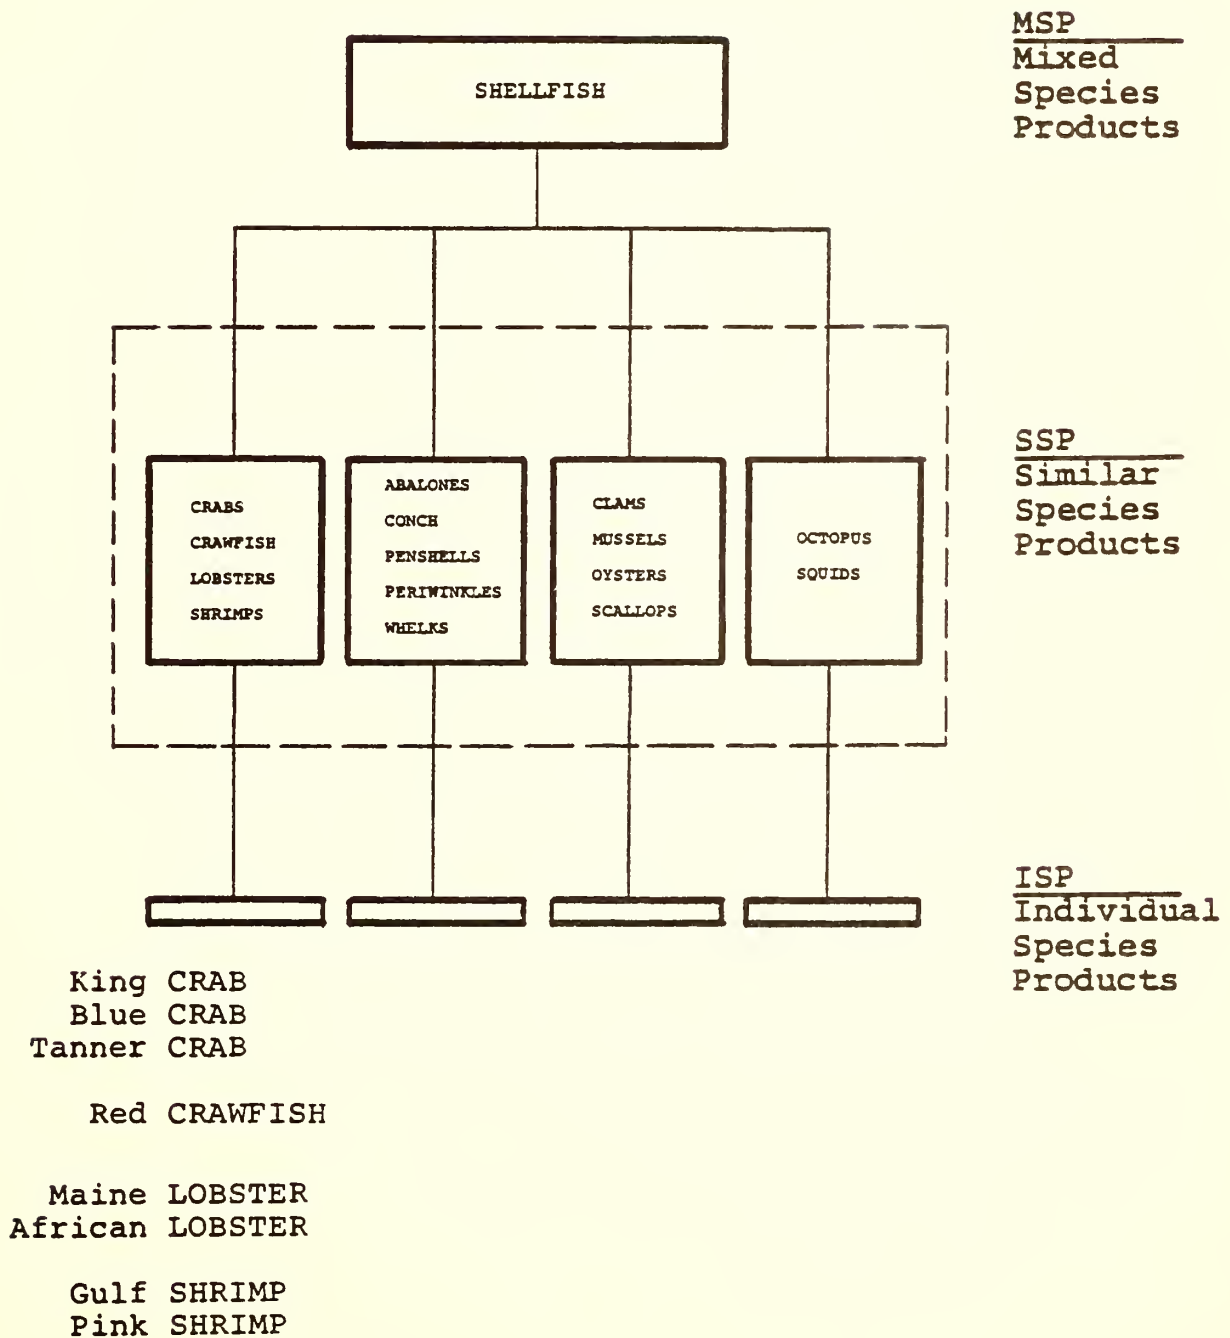 MSP
Mixed
Species
Products
SHELLFISH
SSP
Similar
Species
Products
CRABS
CRAWFISH
LOBSTERS
SHRIMPS
ABALONES
CONCH
PENSHELLS
PERIWINKLES
WHELKS
CLAMS
MUSSELS
OYSTERS
SCALLOPS
OCTOPUS
SQUIDS
ISP
Individual
Species
Products
King CRAB
Blue CRAB
Tanner CRAB
Red CRAWFISH
Maine LOBSTER
African LOBSTER
Gulf SHRIMP
Pink SHRIMP